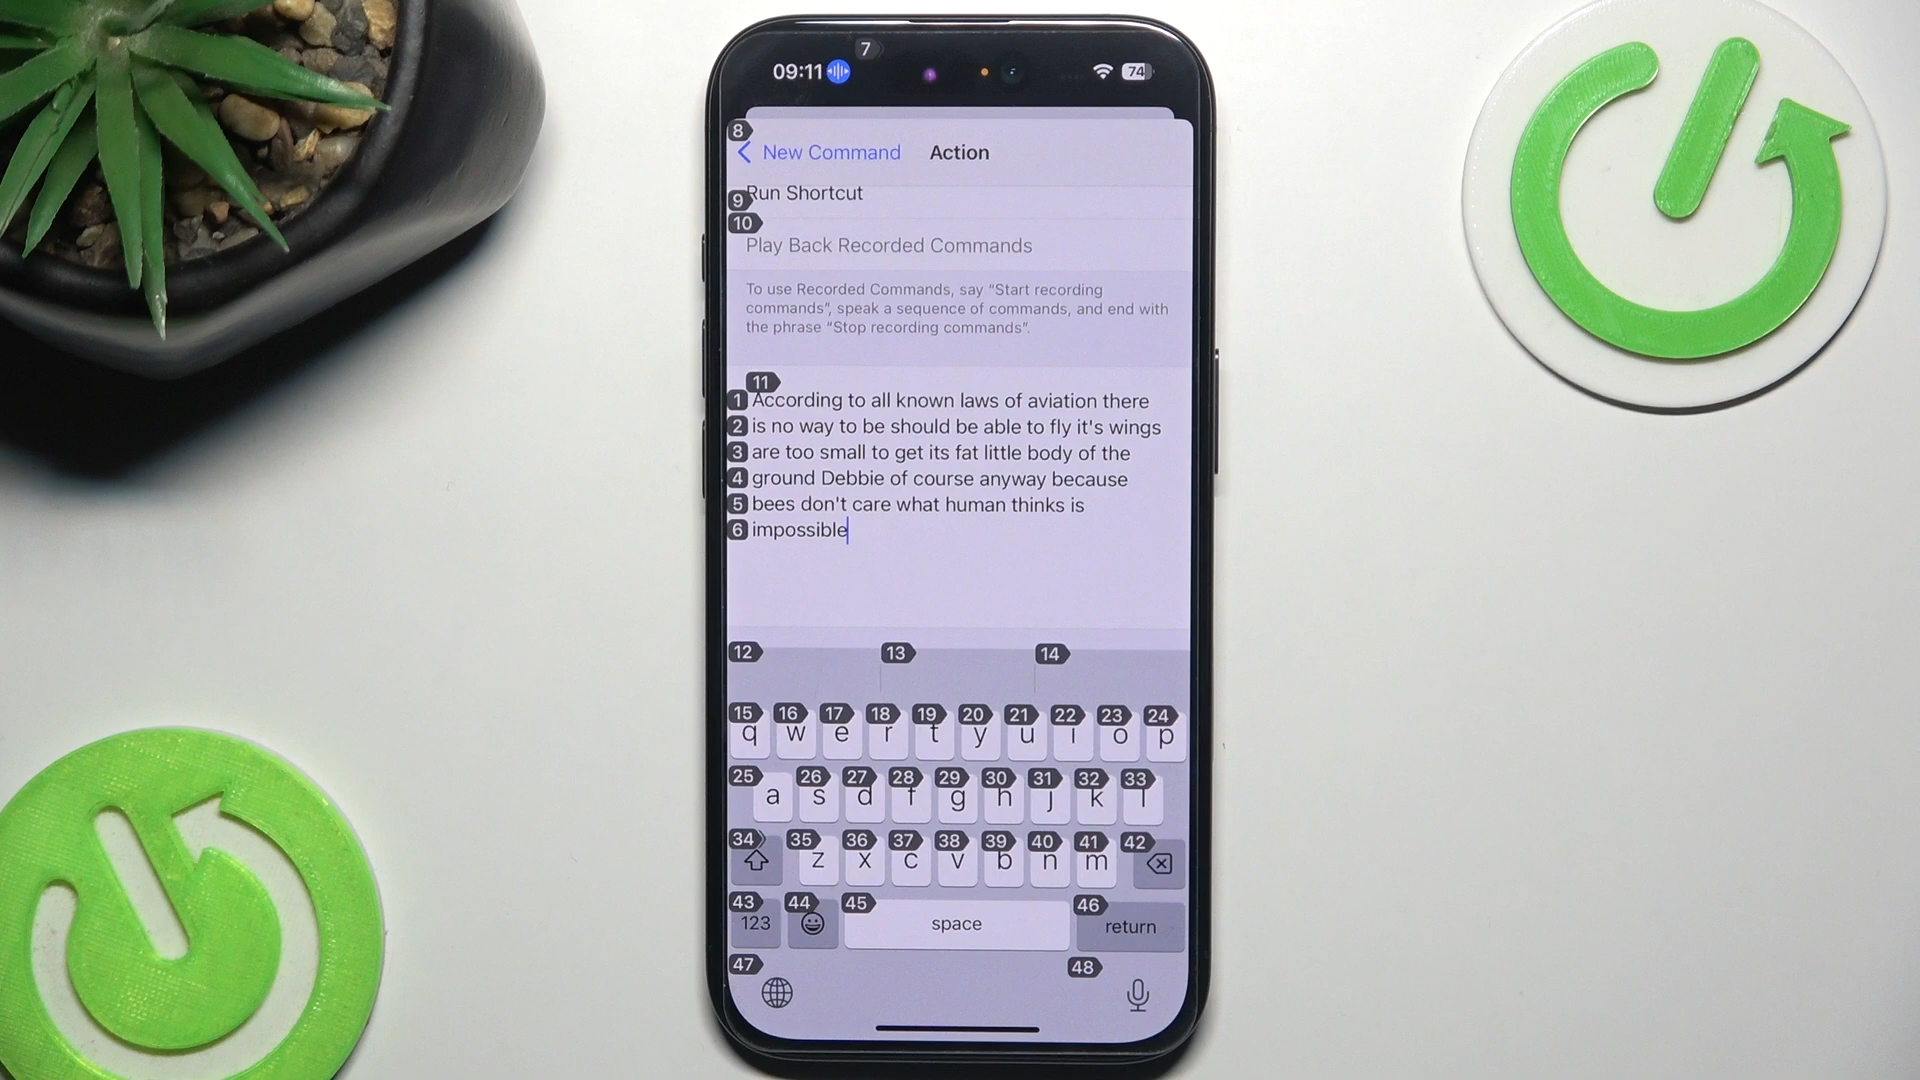 7
09:11
74
8
New Command Action
9 Run Shortcut
10
Play Back Recorded Commands
To use Recorded Commands, say “Start recording
commands”, speak a sequence of commands, and end with
the phrase “Stop recording commands”.
11
1 According to all known laws of aviation there
2 is no way to be should be able to fly it's wings
3 are too small to get its fat little body of the
4 ground Debbie of course anyway because
5 bees don't care what human thinks is
6 impossible
12 13 14
15 16 17 18 19 20 21 22 23 24
q w e r t y u i o p
25 26 27 28 29 30 31 32 33
a s d f g h j k l
34 35 36 37 38 39 40 41 42
z x c v b n m
43 44 45 46
123 space return
47 48